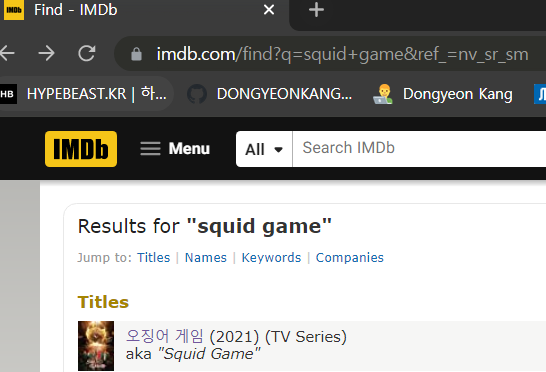 IMDb Find - IMDb
imdb.com/find?q=squid+game&ref_=nv_sr_sm
HB HYPEBEAST.KR | 하... DONGYEONKANG... Dongyeon Kang
IMDb Menu All Search IMDb
Results for "squid game"
Jump to: Titles | Names | Keywords | Companies
Titles
오징어 게임 (2021) (TV Series)
aka "Squid Game"